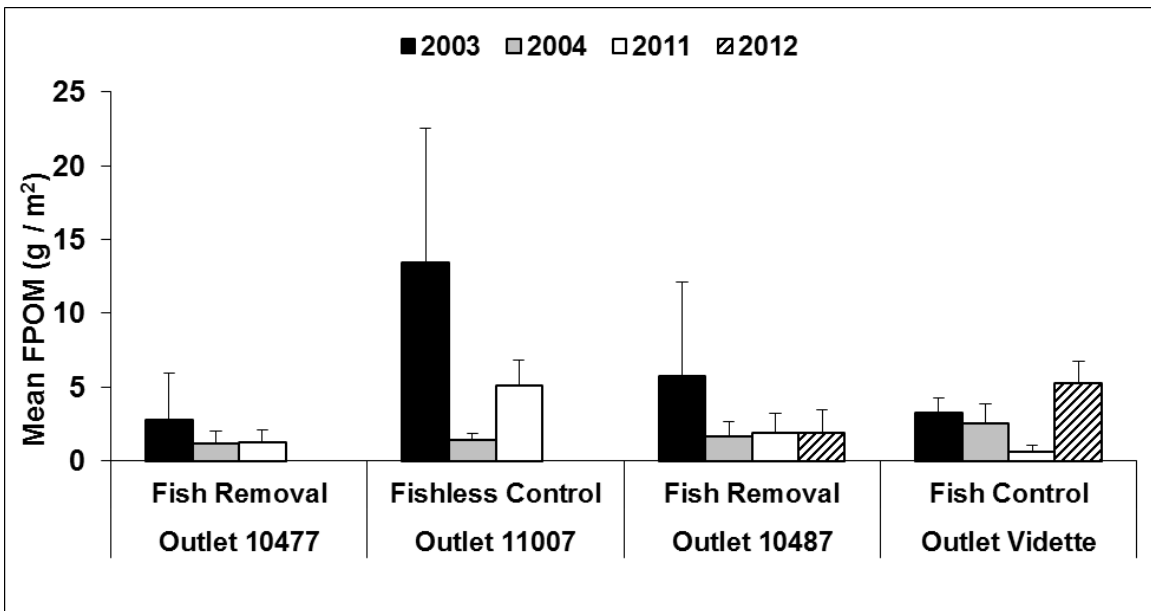 2003 2004 2011 2012
Mean FPOM (g / m²)
25
20
15
10
5
0
Fish Removal Fishless Control Fish Removal Fish Control
Outlet 10477 Outlet 11007 Outlet 10487 Outlet Vidette